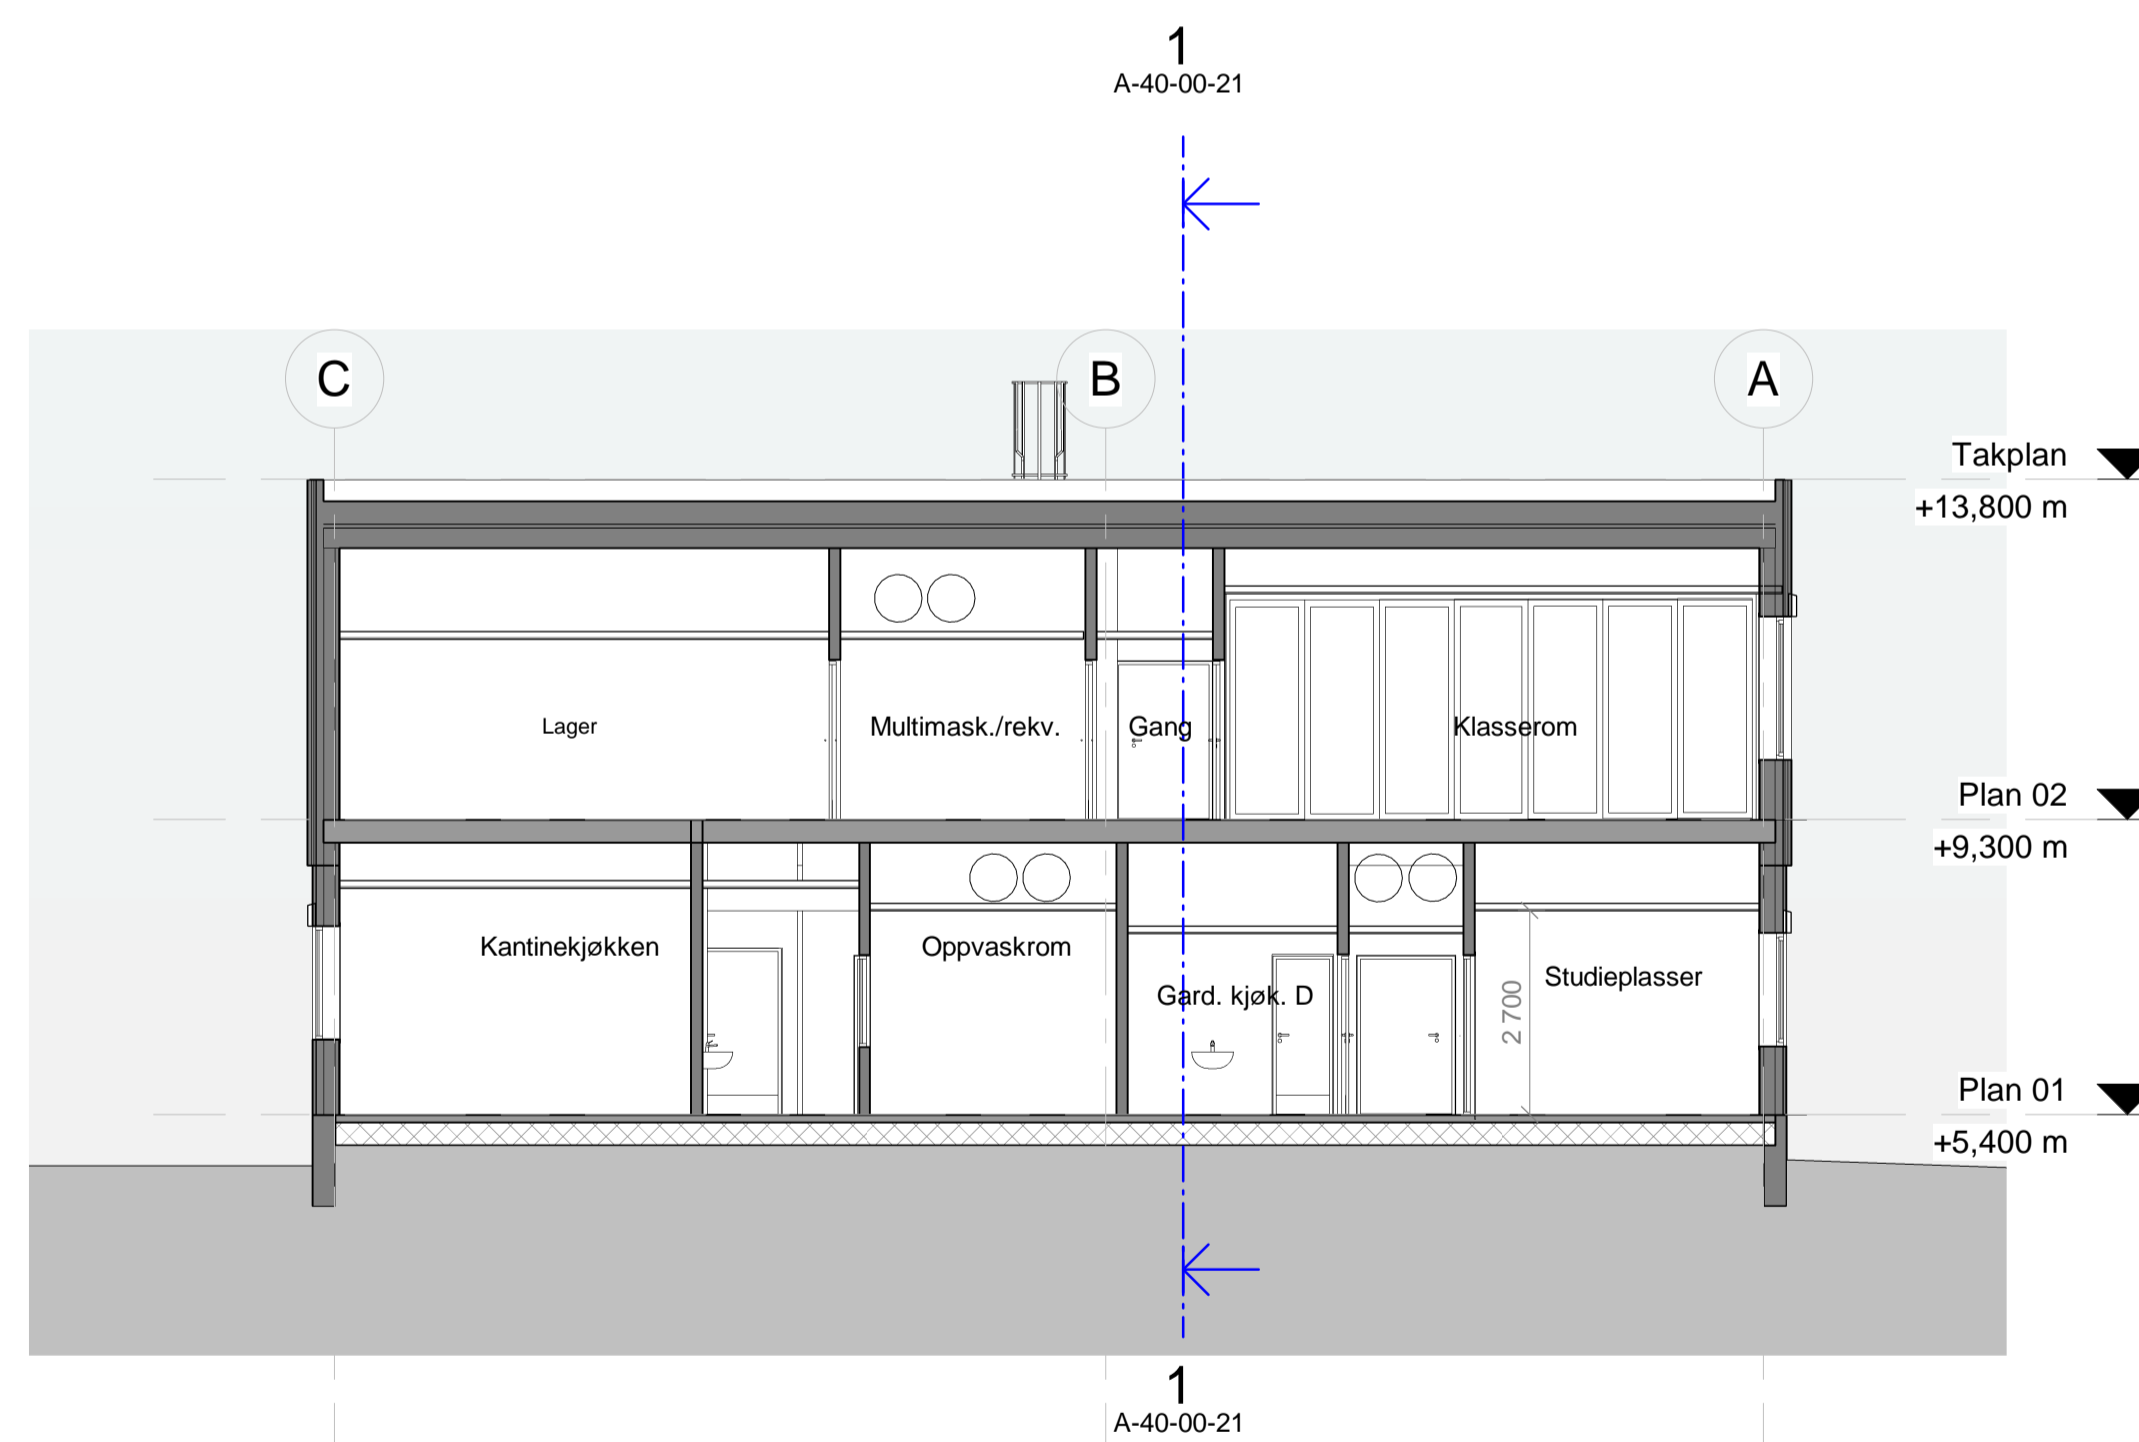 1
A-40-00-21
C
B
A
Takplan
+13,800 m
Lager
Multimask./rekv.
Gang
Klasserom
Plan 02
+9,300 m
Kantinekjøkken
Oppvaskrom
Gard. kjøk. D
2 700
Studieplasser
Plan 01
+5,400 m
1
A-40-00-21